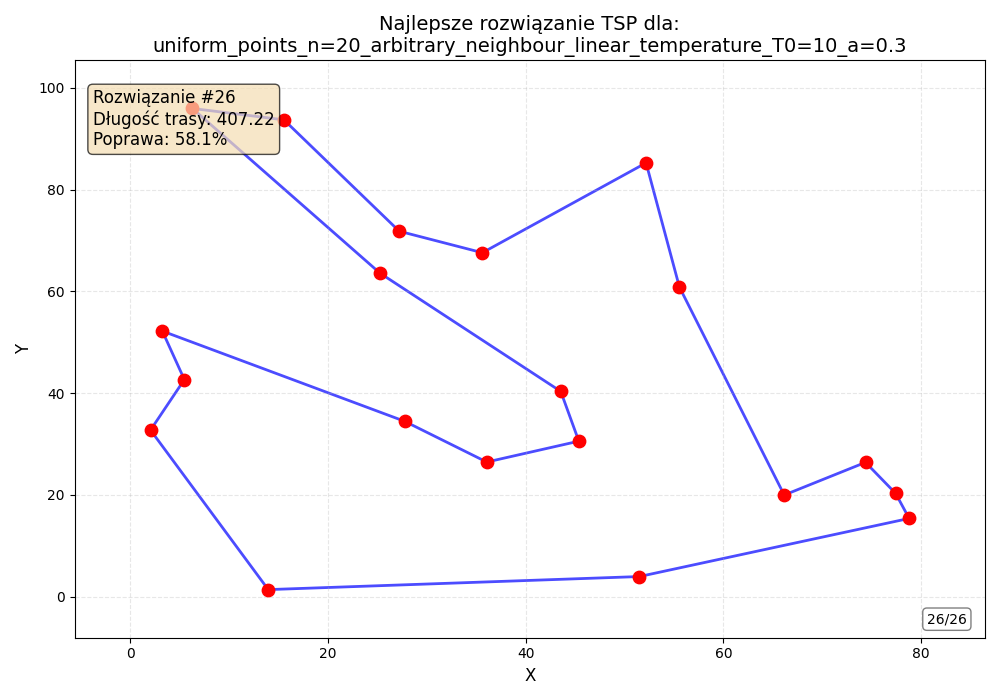 Najlepsze rozwiązanie TSP dla:
uniform_points_n=20_arbitrary_neighbour_linear_temperature_T0=10_a=0.3
Rozwiązanie #26
Długość trasy: 407.22
Poprawa: 58.1%
100
80
60
40
20
0
Y
26/26
0 20 40 60 80
X